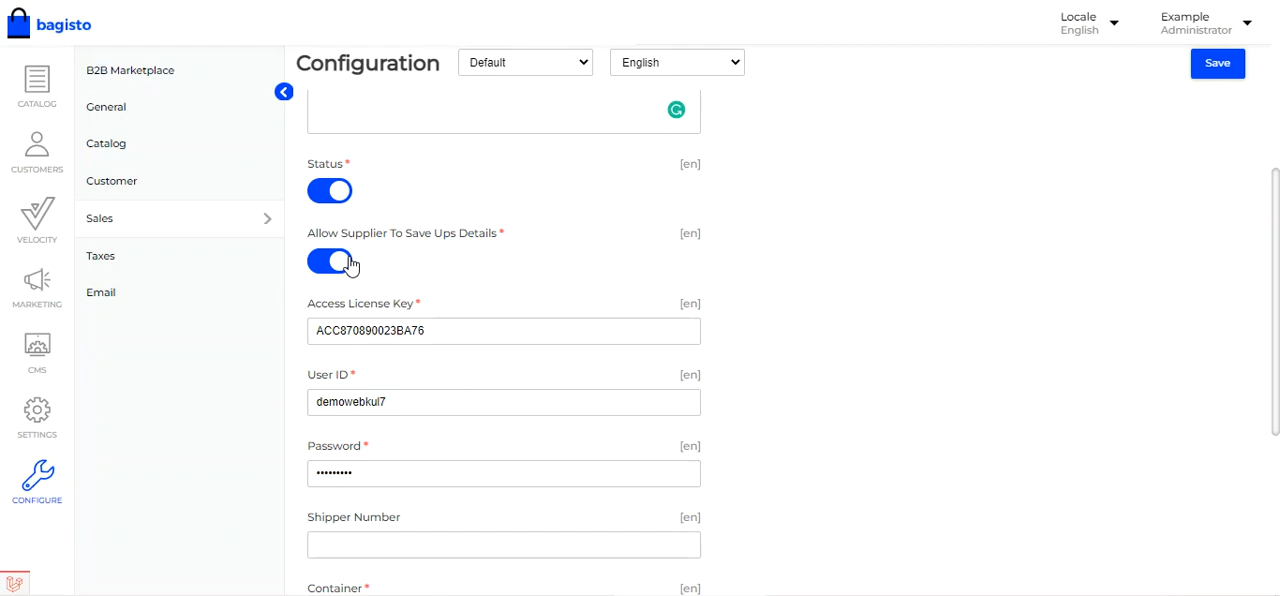 bagisto
Locale
English
Example
Administrator
CATALOG
CUSTOMERS
VELOCITY
MARKETING
CMS
SETTINGS
CONFIGURE
B2B Marketplace
General
Catalog
Customer
Sales
Taxes
Email
Configuration
Default
English
Save
Status * [en]
Allow Supplier To Save Ups Details * [en]
Access License Key * [en]
ACC870890023BA76
User ID * [en]
demowebkul7
Password * [en]
•••••••••
Shipper Number [en]
Container * [en]